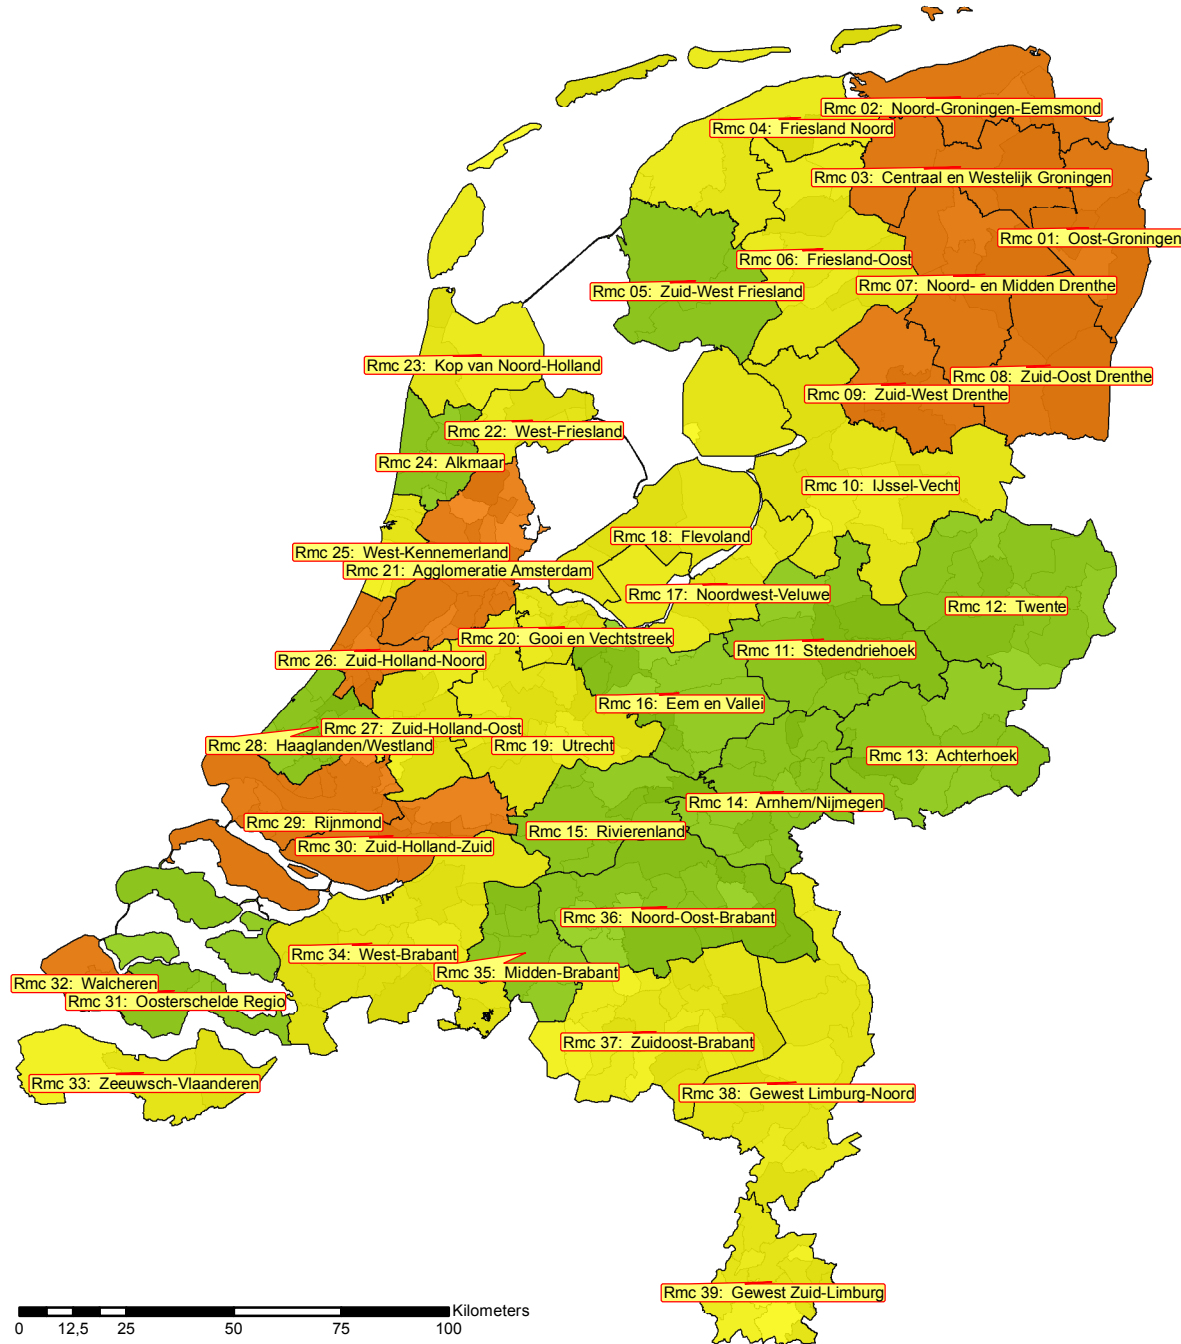 Rmc 02: Noord-Groningen-Eemsmond
Rmc 04: Friesland Noord
Rmc 03: Centraal en Westelijk Groningen
Rmc 01: Oost-Groningen
Rmc 06: Friesland-Oost
Rmc 07: Noord- en Midden Drenthe
Rmc 05: Zuid-West Friesland
Rmc 23: Kop van Noord-Holland
Rmc 08: Zuid-Oost Drenthe
Rmc 09: Zuid-West Drenthe
Rmc 22: West-Friesland
Rmc 24: Alkmaar
Rmc 10: IJssel-Vecht
Rmc 18: Flevoland
Rmc 25: West-Kennemerland
Rmc 21: Agglomeratie Amsterdam
Rmc 17: Noordwest-Veluwe
Rmc 12: Twente
Rmc 20: Gooi en Vechtstreek
Rmc 11: Stedendriehoek
Rmc 26: Zuid-Holland-Noord
Rmc 16: Eem en Vallei
Rmc 27: Zuid-Holland-Oost
Rmc 28: Haaglanden/Westland
Rmc 19: Utrecht
Rmc 13: Achterhoek
Rmc 14: Arnhem/Nijmegen
Rmc 29: Rijnmond
Rmc 15: Rivierenland
Rmc 30: Zuid-Holland-Zuid
Rmc 36: Noord-Oost-Brabant
Rmc 34: West-Brabant
Rmc 35: Midden-Brabant
Rmc 32: Walcheren
Rmc 31: Oosterschelde Regio
Rmc 37: Zuidoost-Brabant
Rmc 33: Zeeuwsch-Vlaanderen
Rmc 38: Gewest Limburg-Noord
Rmc 39: Gewest Zuid-Limburg
Kilometers
0 12,5 25 50 75 100